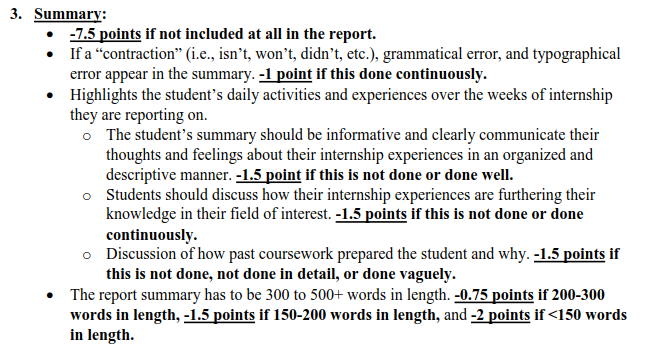 3. Summary:
• -7.5 points if not included at all in the report.
• If a “contraction” (i.e., isn’t, won’t, didn’t, etc.), grammatical error, and typographical
error appear in the summary. -1 point if this done continuously.
• Highlights the student’s daily activities and experiences over the weeks of internship
they are reporting on.
o The student’s summary should be informative and clearly communicate their
thoughts and feelings about their internship experiences in an organized and
descriptive manner. -1.5 point if this is not done or done well.
o Students should discuss how their internship experiences are furthering their
knowledge in their field of interest. -1.5 points if this is not done or done
continuously.
o Discussion of how past coursework prepared the student and why. -1.5 points if
this is not done, not done in detail, or done vaguely.
• The report summary has to be 300 to 500+ words in length. -0.75 points if 200-300
words in length, -1.5 points if 150-200 words in length, and -2 points if <150 words
in length.